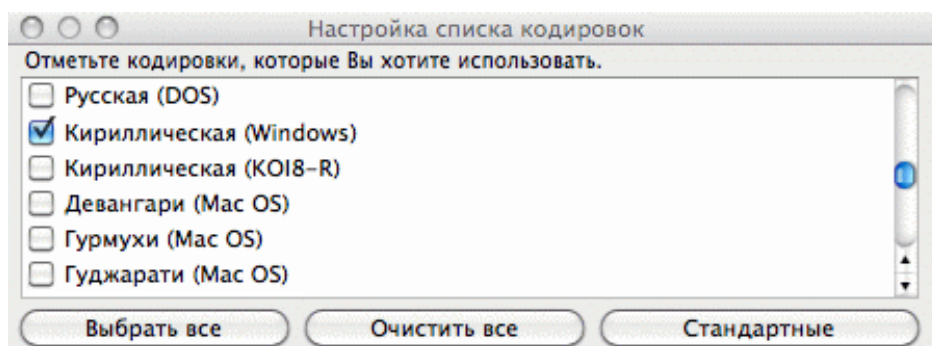 Настройка списка кодировок
Отметьте кодировки, которые Вы хотите использовать.
Русская (DOS)
Кириллическая (Windows)
Кириллическая (KOI8-R)
Девангари (Mac OS)
Гурмухи (Mac OS)
Гуджарати (Mac OS)
Выбрать все Очистить все Стандартные